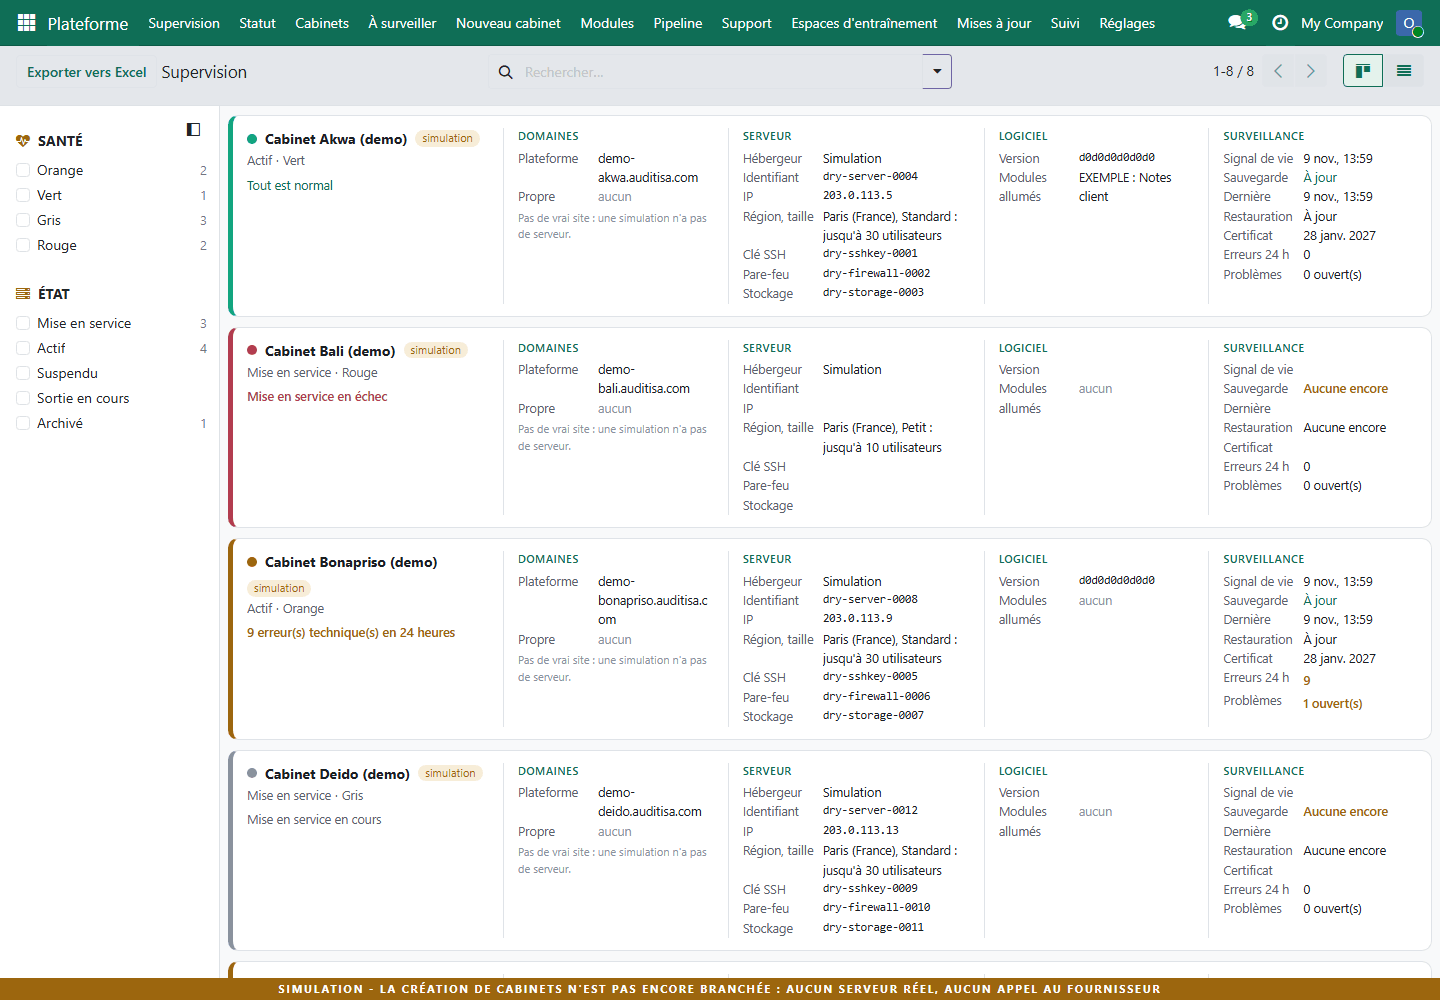 Plateforme Supervision Statut Cabinets À surveiller Nouveau cabinet Modules Pipeline Support Espaces d'entraînement Mises à jour Suivi Réglages 3 My Company O
Exporter vers Excel Supervision Rechercher... 1-8 / 8
SANTÉ
Orange 2
Vert 1
Gris 3
Rouge 2
ÉTAT
Mise en service 3
Actif 4
Suspendu
Sortie en cours
Archivé 1
Cabinet Akwa (demo) simulation
Actif · Vert
Tout est normal
DOMAINES
Plateforme demo-
akwa.auditisa.com
Propre aucun
Pas de vrai site : une simulation n'a pas
de serveur.
SERVEUR
Hébergeur Simulation
Identifiant dry-server-0004
IP 203.0.113.5
Région, taille Paris (France), Standard :
jusqu'à 30 utilisateurs
Clé SSH dry-sshkey-0001
Pare-feu dry-firewall-0002
Stockage dry-storage-0003
LOGICIEL
Version d0d0d0d0d0d0
Modules EXEMPLE : Notes
allumés client
SURVEILLANCE
Signal de vie 9 nov., 13:59
Sauvegarde À jour
Dernière 9 nov., 13:59
Restauration À jour
Certificat 28 janv. 2027
Erreurs 24 h 0
Problèmes 0 ouvert(s)
Cabinet Bali (demo) simulation
Mise en service · Rouge
Mise en service en échec
DOMAINES
Plateforme demo-
bali.auditisa.com
Propre aucun
Pas de vrai site : une simulation n'a pas
de serveur.
SERVEUR
Hébergeur Simulation
Identifiant
IP
Région, taille Paris (France), Petit :
jusqu'à 10 utilisateurs
Clé SSH
Pare-feu
Stockage
LOGICIEL
Version
Modules aucun
allumés
SURVEILLANCE
Signal de vie
Sauvegarde Aucune encore
Dernière
Restauration Aucune encore
Certificat
Erreurs 24 h 0
Problèmes 0 ouvert(s)
Cabinet Bonapriso (demo)
simulation
Actif · Orange
9 erreur(s) technique(s) en 24 heures
DOMAINES
Plateforme demo-
bonapriso.auditisa.c
om
Propre aucun
Pas de vrai site : une simulation n'a pas
de serveur.
SERVEUR
Hébergeur Simulation
Identifiant dry-server-0008
IP 203.0.113.9
Région, taille Paris (France), Standard :
jusqu'à 30 utilisateurs
Clé SSH dry-sshkey-0005
Pare-feu dry-firewall-0006
Stockage dry-storage-0007
LOGICIEL
Version d0d0d0d0d0d0
Modules aucun
allumés
SURVEILLANCE
Signal de vie 9 nov., 13:59
Sauvegarde À jour
Dernière 9 nov., 13:59
Restauration À jour
Certificat 28 janv. 2027
Erreurs 24 h 9
Problèmes 1 ouvert(s)
Cabinet Deido (demo) simulation
Mise en service · Gris
Mise en service en cours
DOMAINES
Plateforme demo-
deido.auditisa.com
Propre aucun
Pas de vrai site : une simulation n'a pas
de serveur.
SERVEUR
Hébergeur Simulation
Identifiant dry-server-0012
IP 203.0.113.13
Région, taille Paris (France), Standard :
jusqu'à 30 utilisateurs
Clé SSH dry-sshkey-0009
Pare-feu dry-firewall-0010
Stockage dry-storage-0011
LOGICIEL
Version
Modules aucun
allumés
SURVEILLANCE
Signal de vie
Sauvegarde Aucune encore
Dernière
Restauration Aucune encore
Certificat
Erreurs 24 h 0
Problèmes 0 ouvert(s)
SIMULATION - LA CRÉATION DE CABINETS N'EST PAS ENCORE BRANCHÉE : AUCUN SERVEUR RÉEL, AUCUN APPEL AU FOURNISSEUR